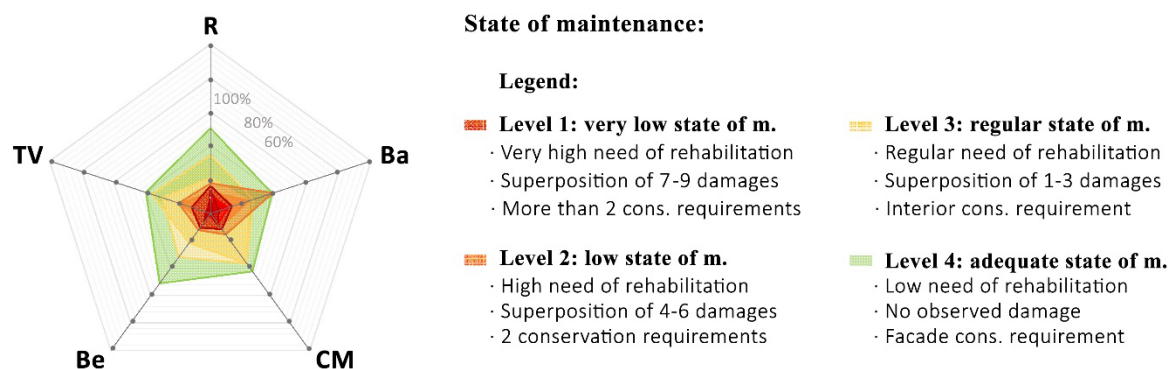 R
100%
80%
60%
TV
Ba
Be
CM
State of maintenance:
Legend:
Level 1: very low state of m.
· Very high need of rehabilitation
· Superposition of 7-9 damages
· More than 2 cons. requirements
Level 2: low state of m.
· High need of rehabilitation
· Superposition of 4-6 damages
· 2 conservation requirements
Level 3: regular state of m.
· Regular need of rehabilitation
· Superposition of 1-3 damages
· Interior cons. requirement
Level 4: adequate state of m.
· Low need of rehabilitation
· No observed damage
· Facade cons. requirement